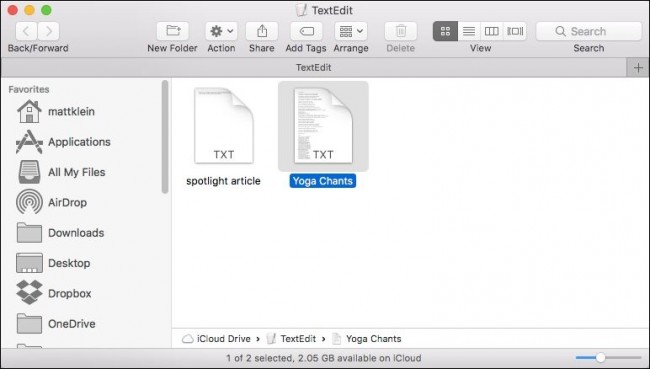 TextEdit
Back/Forward New Folder Action Share Add Tags Arrange Delete View Search
Search
TextEdit +
Favorites
mattklein
Applications
All My Files
AirDrop
Downloads
Desktop
Dropbox
OneDrive
TXT TXT
spotlight article Yoga Chants
iCloud Drive › TextEdit › Yoga Chants
1 of 2 selected, 2.05 GB available on iCloud